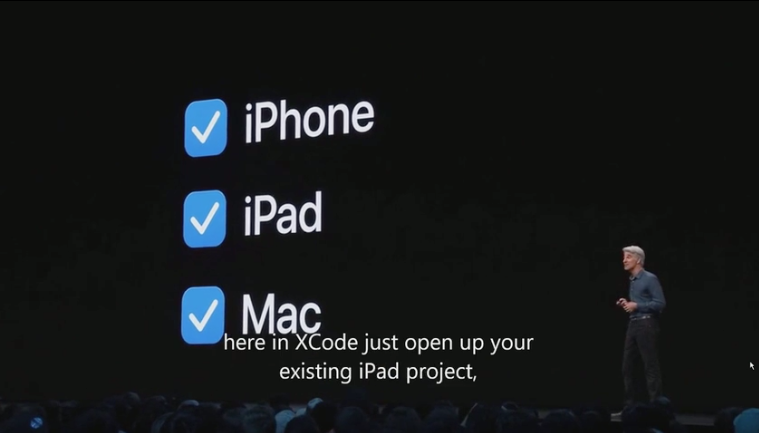 iPhone
iPad
Mac
here in XCode just open up your
existing iPad project,